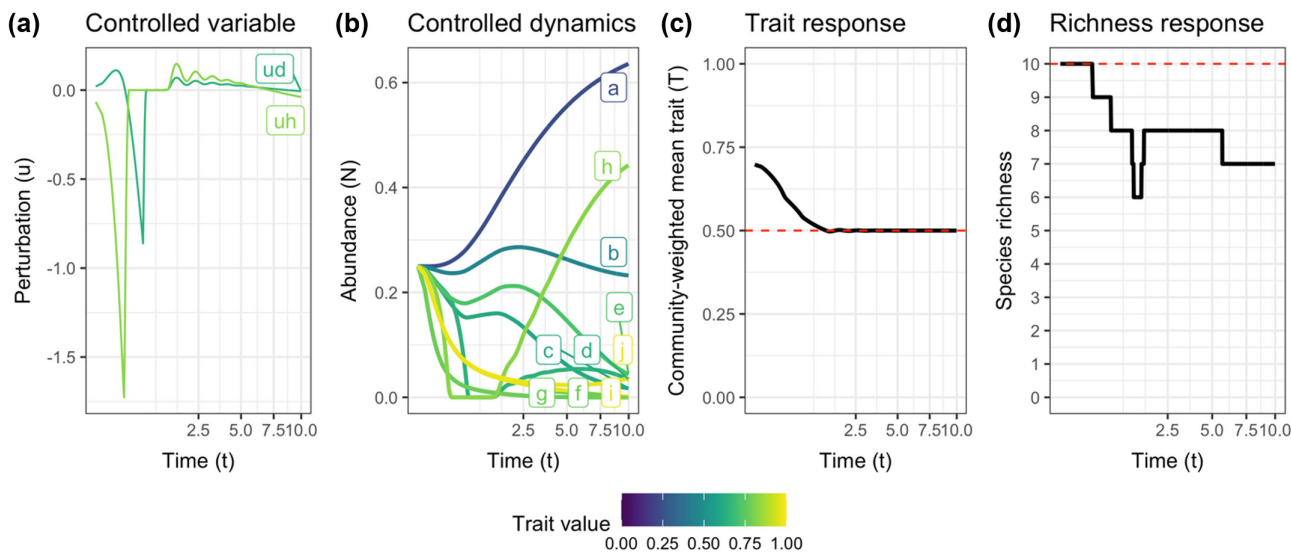 (a) Controlled variable
0.0
-0.5
-1.0
-1.5
Perturbation (u)
ud
uh
2.5 5.0 7.510.0
Time (t)
(b) Controlled dynamics
0.6
0.4
0.2
0.0
Abundance (N)
a
h
b
e
c d j
g f i
2.5 5.0 7.510.0
Time (t)
(c) Trait response
1.00
0.75
0.50
0.25
0.00
Community-weighted mean trait (T)
2.5 5.0 7.510.0
Time (t)
(d) Richness response
10
9
8
7
6
5
4
3
2
1
0
Species richness
2.5 5.0 7.510.0
Time (t)
Trait value
0.00 0.25 0.50 0.75 1.00